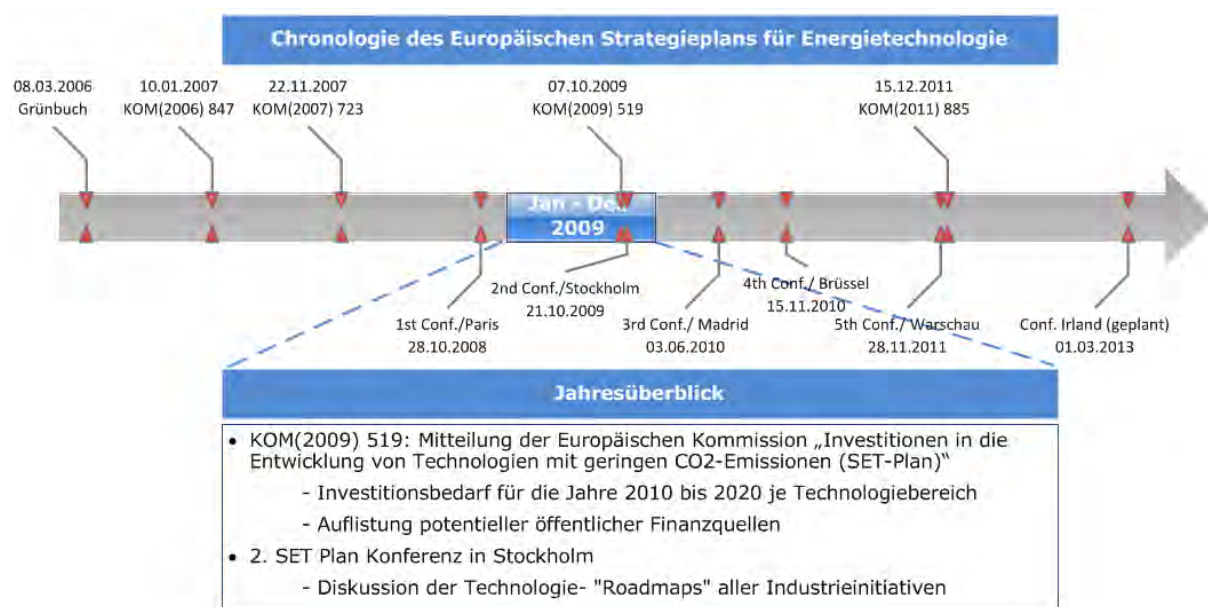 Chronologie des Europäischen Strategieplans für Energietechnologie
08.03.2006
Grünbuch
10.01.2007
KOM(2006) 847
22.11.2007
KOM(2007) 723
07.10.2009
KOM(2009) 519
15.12.2011
KOM(2011) 885
Jan - Dez
2009
1st Conf./Paris
28.10.2008
2nd Conf./Stockholm
21.10.2009
3rd Conf./ Madrid
03.06.2010
4th Conf./ Brüssel
15.11.2010
5th Conf./ Warschau
28.11.2011
Conf. Irland (geplant)
01.03.2013
Jahresüberblick
• KOM(2009) 519: Mitteilung der Europäischen Kommission „Investitionen in die
Entwicklung von Technologien mit geringen CO2-Emissionen (SET-Plan)“
- Investitionsbedarf für die Jahre 2010 bis 2020 je Technologiebereich
- Auflistung potentieller öffentlicher Finanzquellen
• 2. SET Plan Konferenz in Stockholm
- Diskussion der Technologie- "Roadmaps" aller Industrieinitiativen